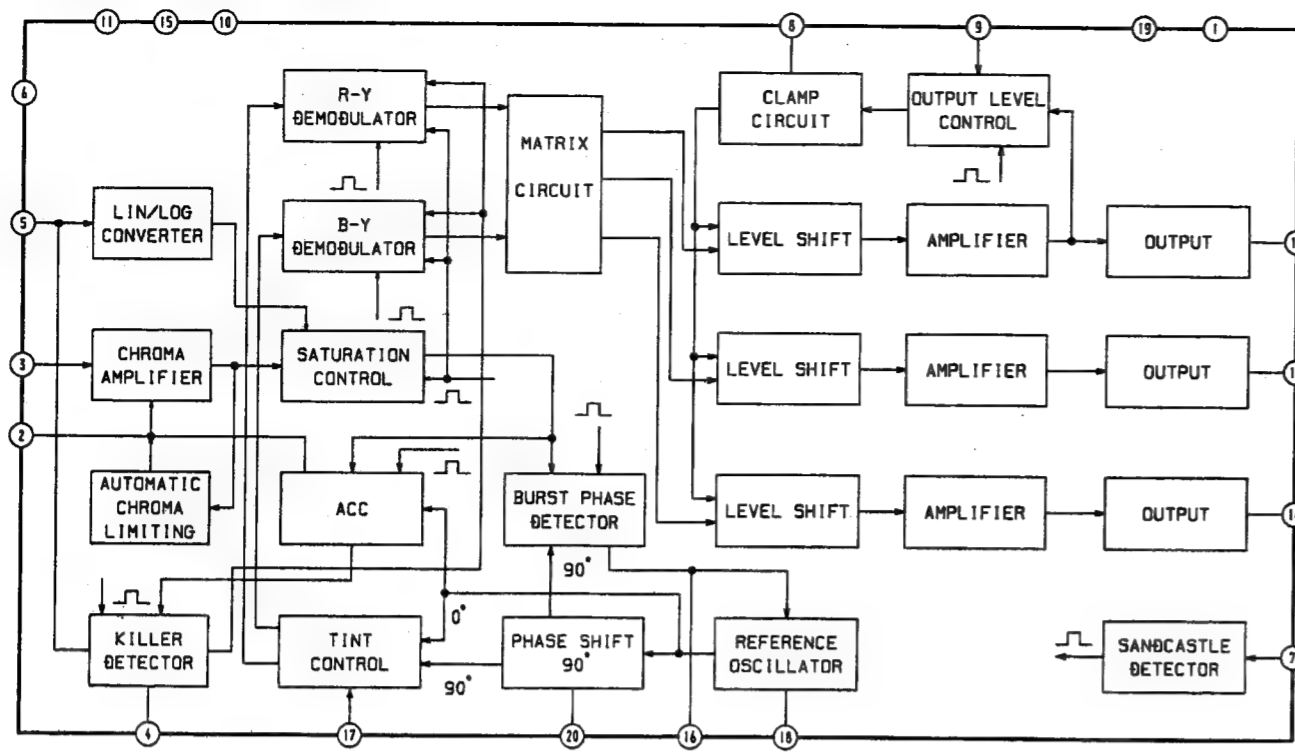 11
15
10
8
9
19
1
6
R-Y
DEMODULATOR
MATRIX
CIRCUIT
CLAMP
CIRCUIT
OUTPUT LEVEL
CONTROL
5
LIN/LOG
CONVERTER
B-Y
DEMODULATOR
LEVEL SHIFT
AMPLIFIER
OUTPUT
3
CHROMA
AMPLIFIER
SATURATION
CONTROL
LEVEL SHIFT
AMPLIFIER
OUTPUT
2
AUTOMATIC
CHROMA
LIMITING
ACC
BURST PHASE
DETECTOR
LEVEL SHIFT
AMPLIFIER
OUTPUT
90°
0°
KILLER
DETECTOR
TINT
CONTROL
90°
PHASE SHIFT
90°
REFERENCE
OSCILLATOR
SANDCASTLE
DETECTOR
7
4
17
20
16
18